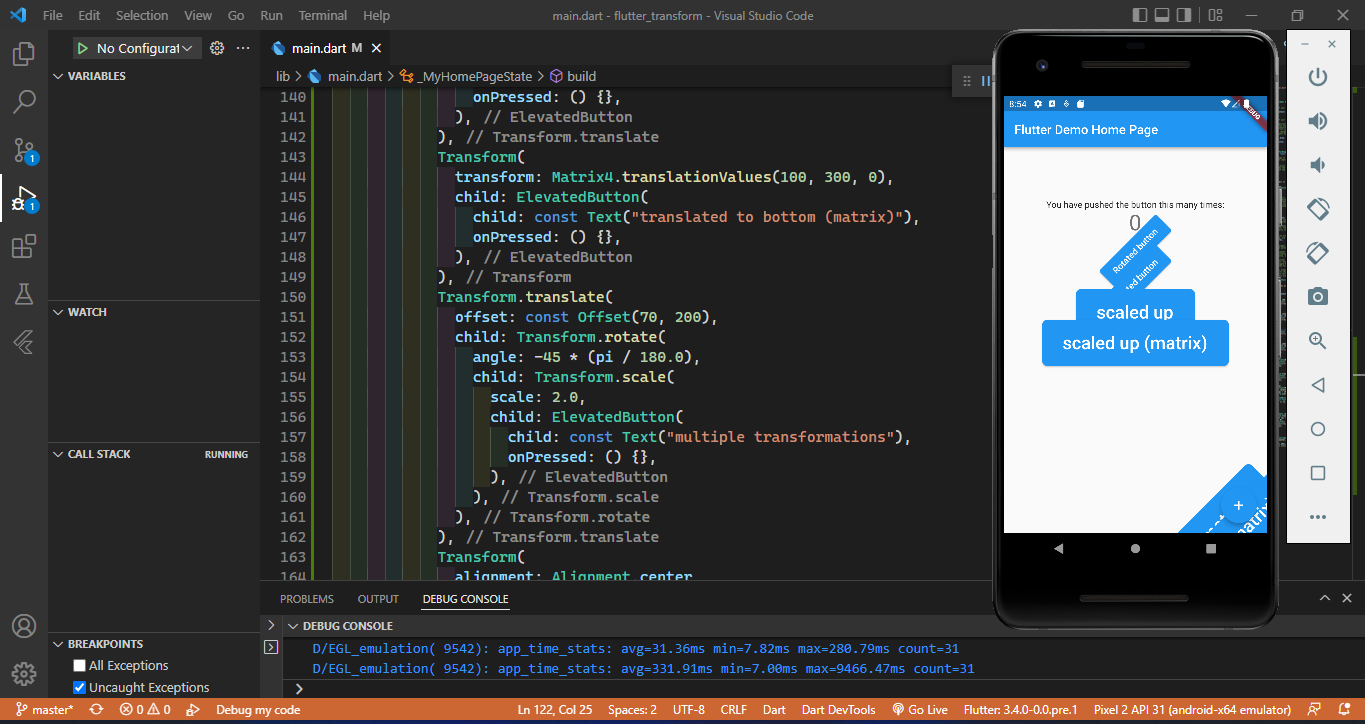 File Edit Selection View Go Run Terminal Help main.dart - flutter_transform - Visual Studio Code
No Configurat
main.dart M
VARIABLES
lib > main.dart > _MyHomePageState > build
140 onPressed: () {},
141 ), // ElevatedButton
142 ), // Transform.translate
143 Transform(
144 transform: Matrix4.translationValues(100, 300, 0),
145 child: ElevatedButton(
146 child: const Text("translated to bottom (matrix)"),
147 onPressed: () {},
148 ), // ElevatedButton
149 ), // Transform
150 Transform.translate(
151 offset: const Offset(70, 200),
152 child: Transform.rotate(
153 angle: -45 * (pi / 180.0),
154 child: Transform.scale(
155 scale: 2.0,
156 child: ElevatedButton(
157 child: const Text("multiple transformations"),
158 onPressed: () {},
159 ), // ElevatedButton
160 ), // Transform.scale
161 ), // Transform.rotate
162 ), // Transform.translate
163 Transform(
164 alignment: Alignment.center
1
1
WATCH
CALL STACK RUNNING
BREAKPOINTS
All Exceptions
Uncaught Exceptions
8:54
Flutter Demo Home Page
You have pushed the button this many times:
0
Rotated button
ted button
scaled up
scaled up (matrix)
+
PROBLEMS OUTPUT DEBUG CONSOLE
DEBUG CONSOLE
D/EGL_emulation( 9542): app_time_stats: avg=31.36ms min=7.82ms max=280.79ms count=31
D/EGL_emulation( 9542): app_time_stats: avg=331.91ms min=7.00ms max=9466.47ms count=31
>
master* 0 0 Debug my code Ln 122, Col 25 Spaces: 2 UTF-8 CRLF Dart Dart DevTools Go Live Flutter: 3.4.0-0.0.pre.1 Pixel 2 API 31 (android-x64 emulator)